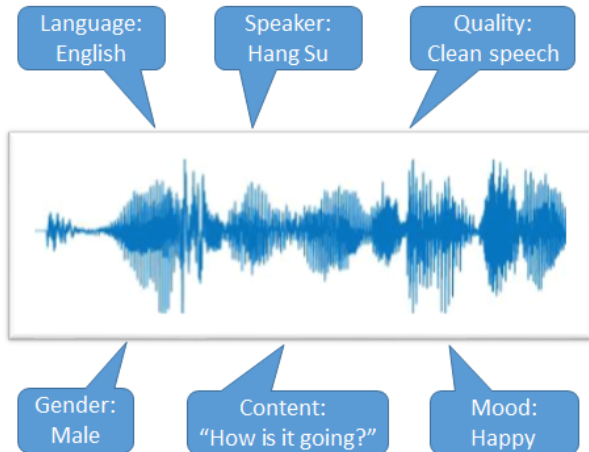 Language:
English
Speaker:
Hang Su
Quality:
Clean speech
Gender:
Male
Content:
“How is it going?”
Mood:
Happy